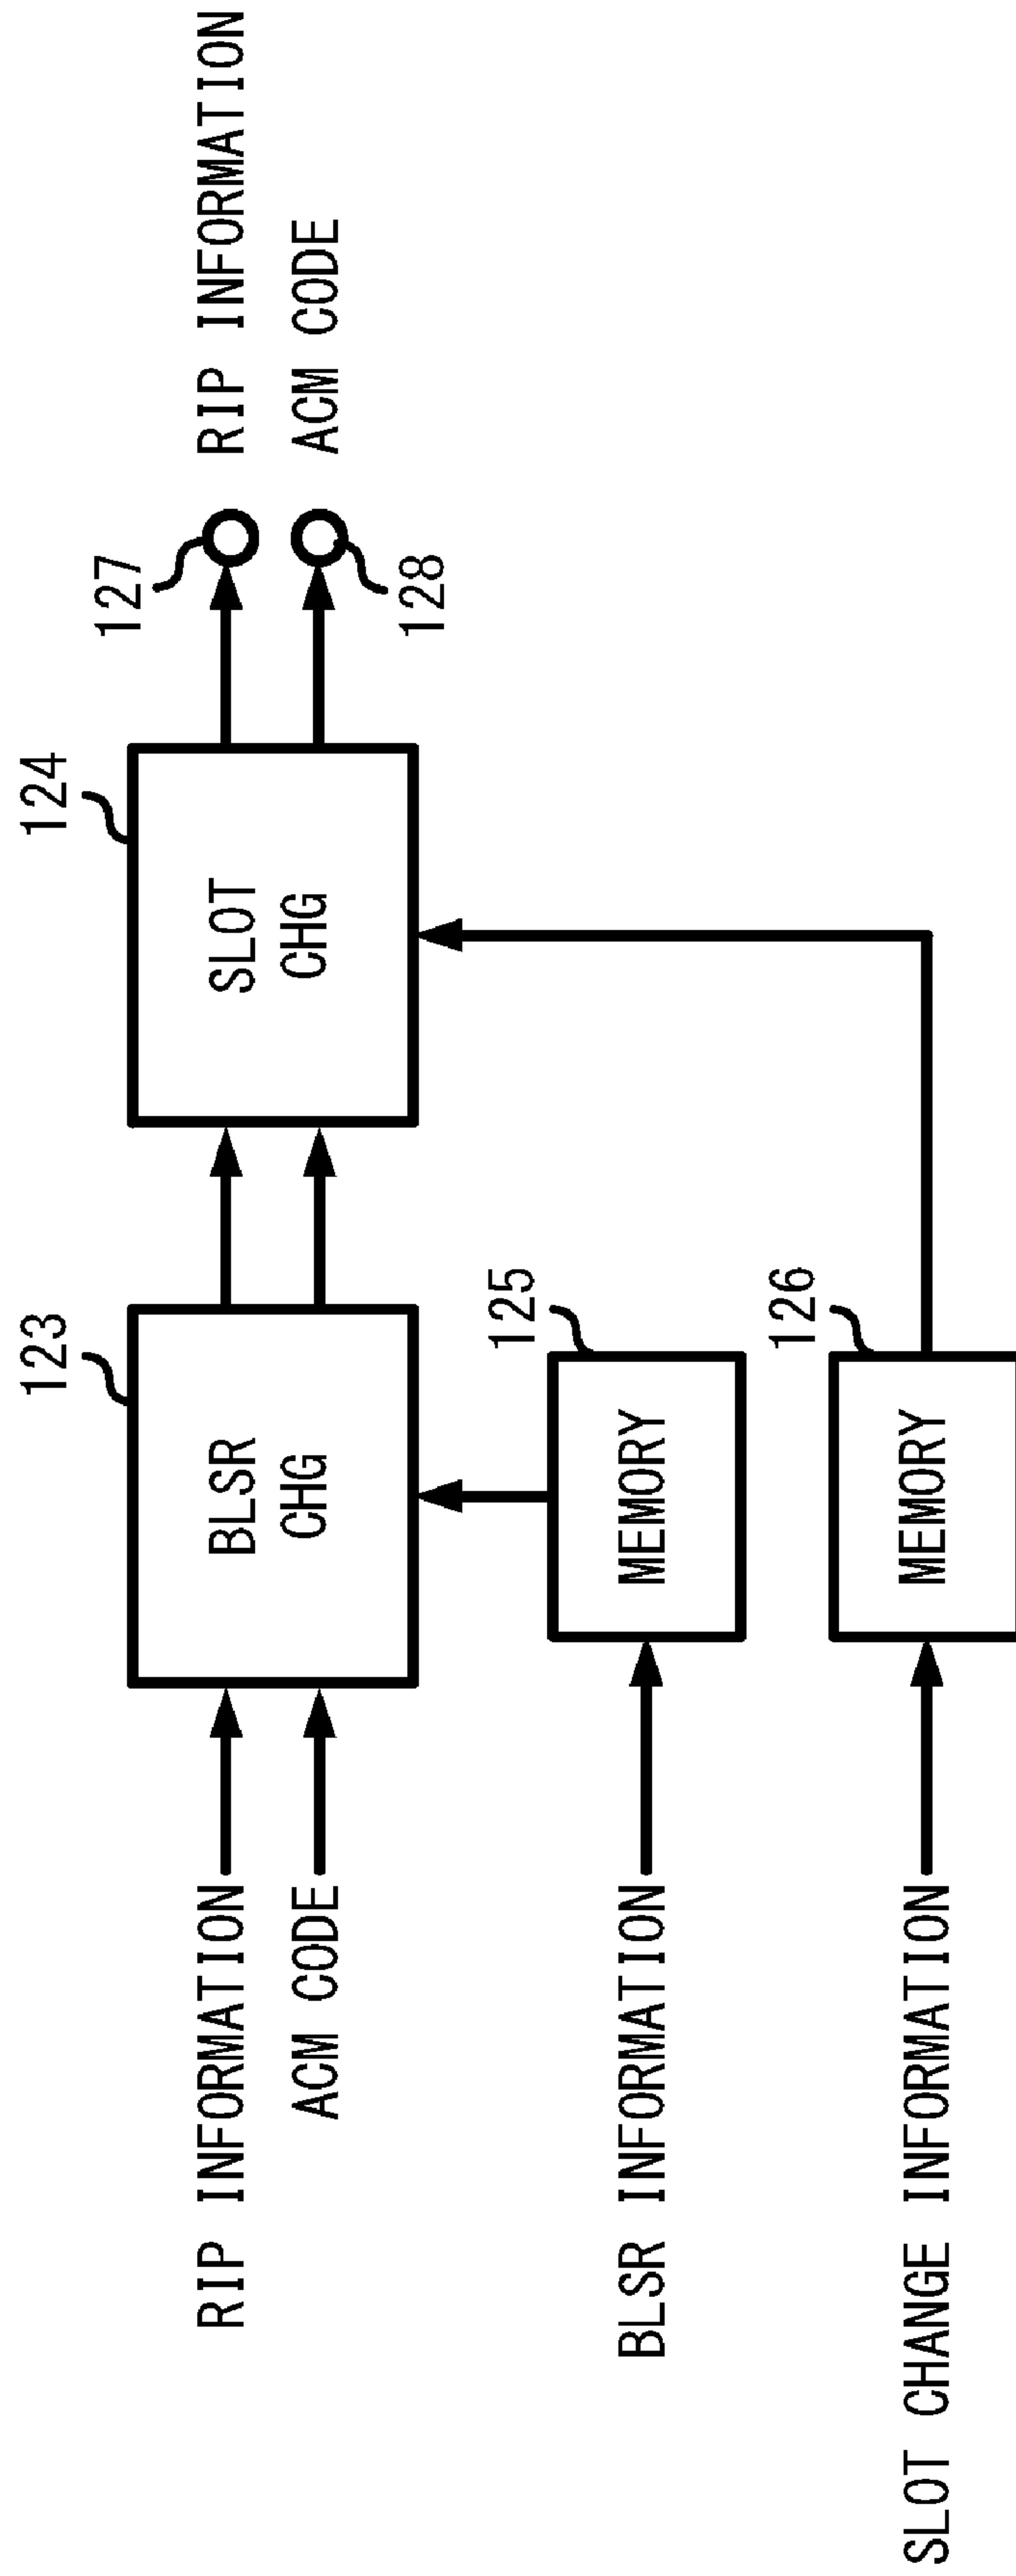 RIP INFORMATION
ACM CODE
123
BLSR
CHG
124
SLOT
CHG
127
RIP INFORMATION
ACM CODE
128
BLSR INFORMATION
MEMORY
125
SLOT CHANGE INFORMATION
MEMORY
126